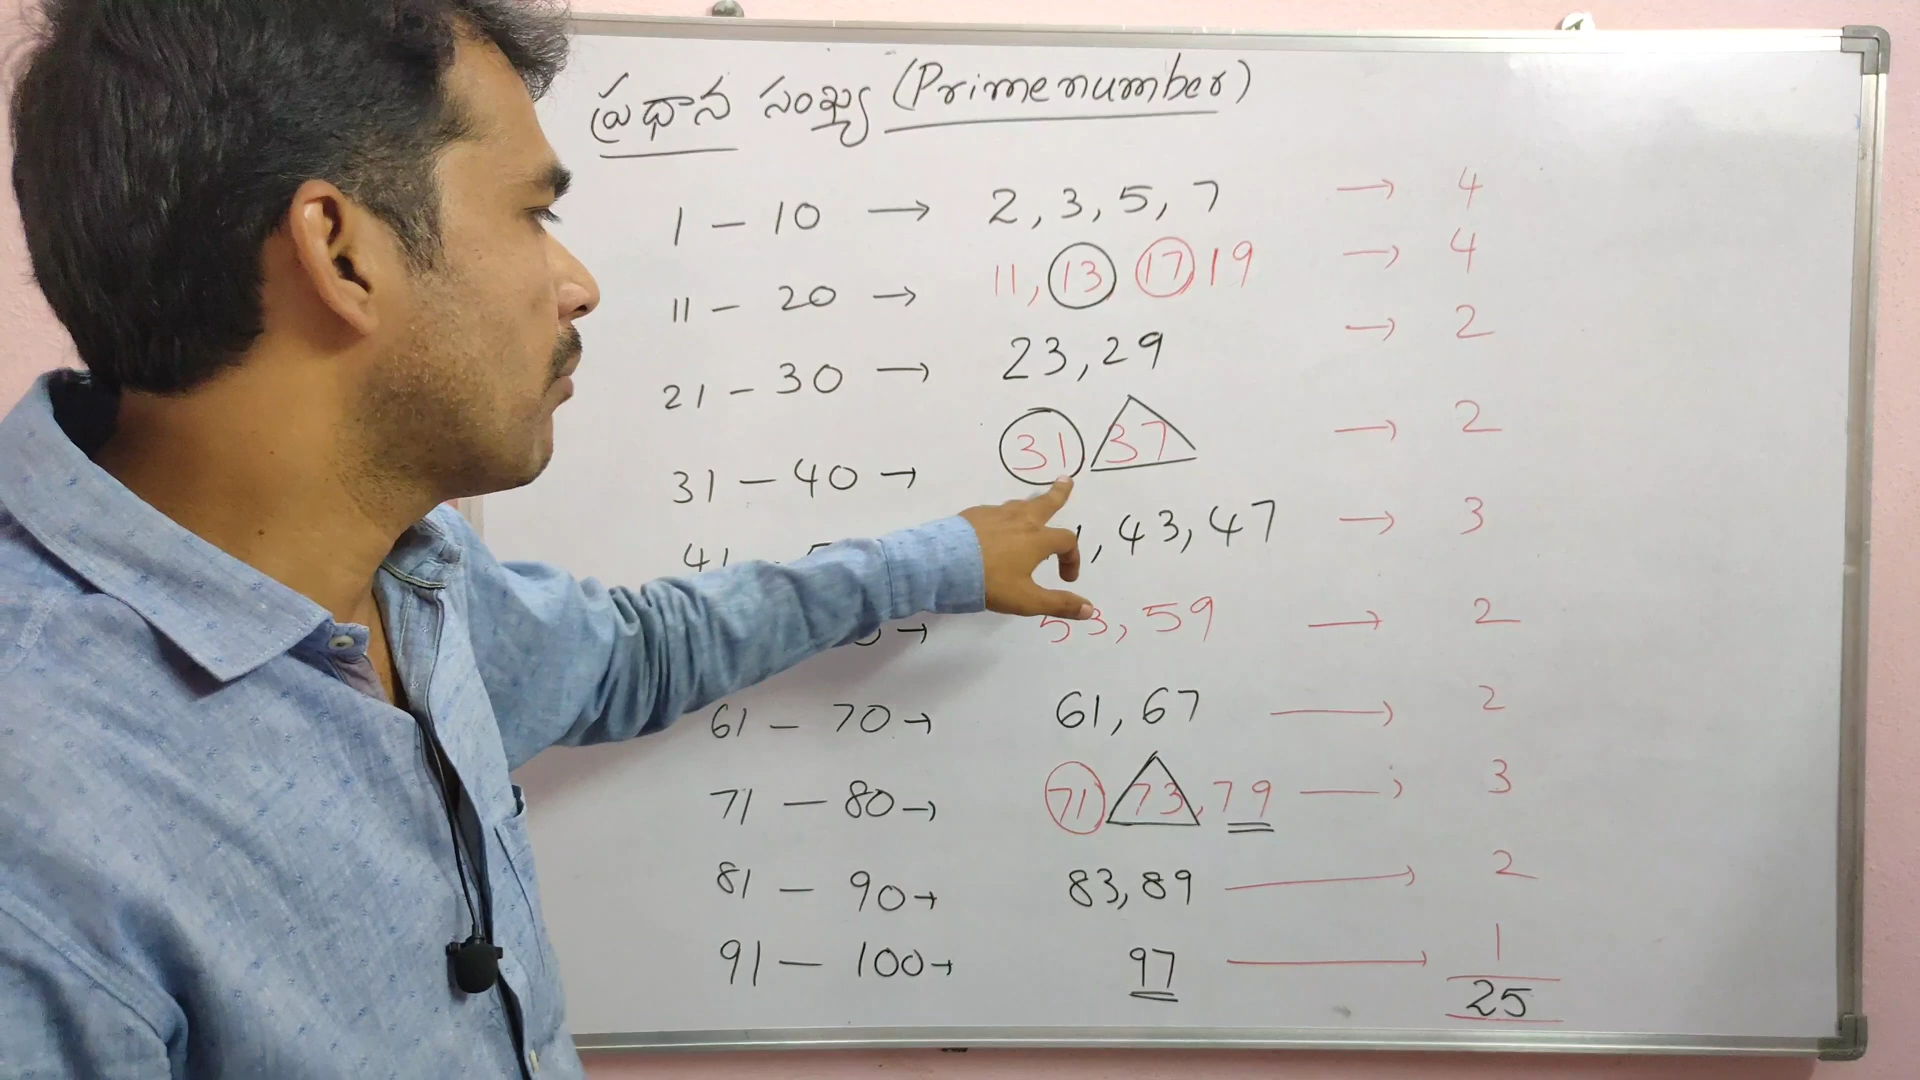 ప్రధాన సంఖ్య (Prime number)
1 – 10 → 2, 3, 5, 7 → 4
11 – 20 → 11, 13 17 19 → 4
21 – 30 → 23, 29 → 2
31 – 40 → 31 37 → 2
41 – , 43, 47 → 3
→ 53, 59 → 2
61 – 70 → 61, 67 → 2
71 – 80 → 71 73, 79 → 3
81 – 90 → 83, 89 → 2
91 – 100 → 97 → 1
25